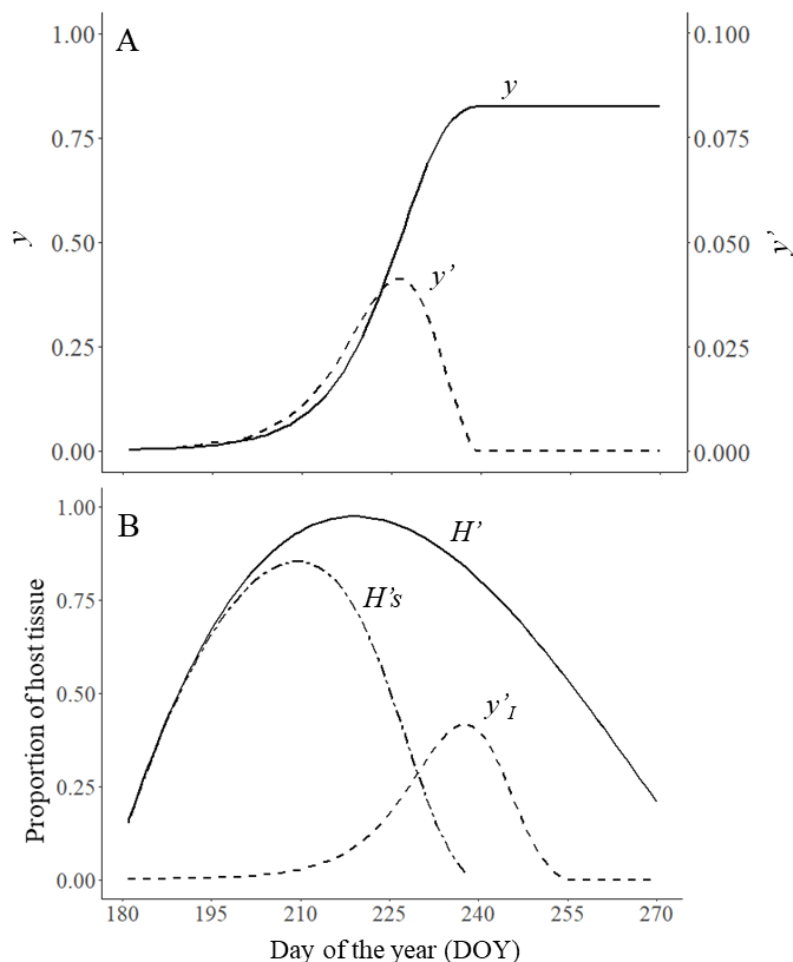 A
1.00
0.75
0.50
0.25
0.00
y
0.100
0.075
0.050
0.025
0.000
y'
y
y'
B
1.00
0.75
0.50
0.25
0.00
Proportion of host tissue
H'
H's
y'I
180 195 210 225 240 255 270
Day of the year (DOY)